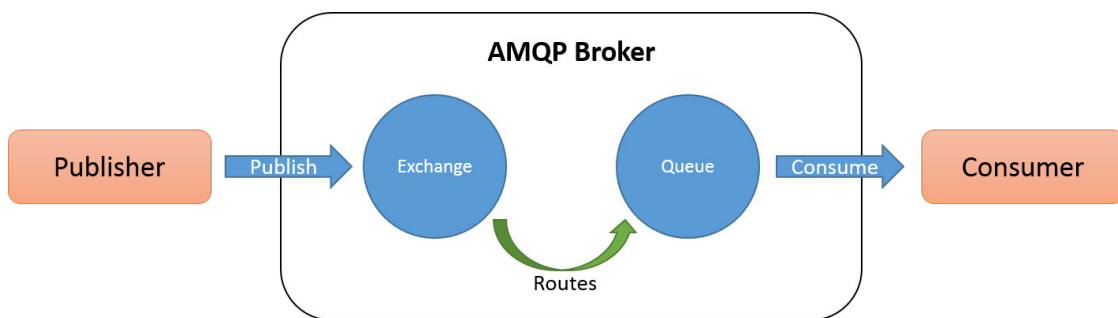 AMQP Broker
Publisher
Publish
Exchange
Queue
Consume
Consumer
Routes